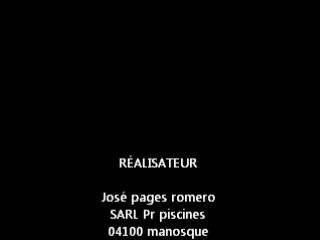 RÉALISATEUR
José pages romero
SARL Pr piscines
04100 manosque